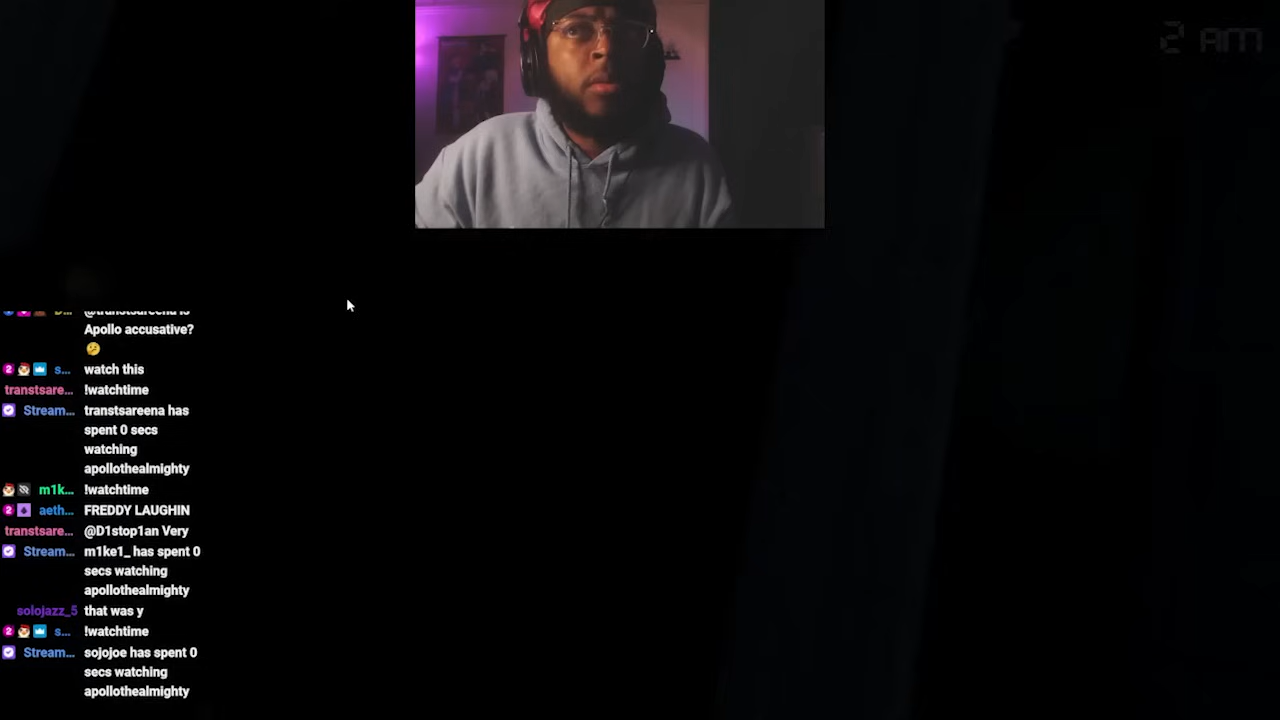 2 AM
Apollo accusative?
s... watch this
transtsare... !watchtime
Stream... transtsareena has
spent 0 secs
watching
apollothealmighty
m1k... !watchtime
aeth... FREDDY LAUGHIN
transtsare... @D1stop1an Very
Stream... m1ke1_ has spent 0
secs watching
apollothealmighty
solojazz_5 that was y
s... !watchtime
Stream... sojojoe has spent 0
secs watching
apollothealmighty